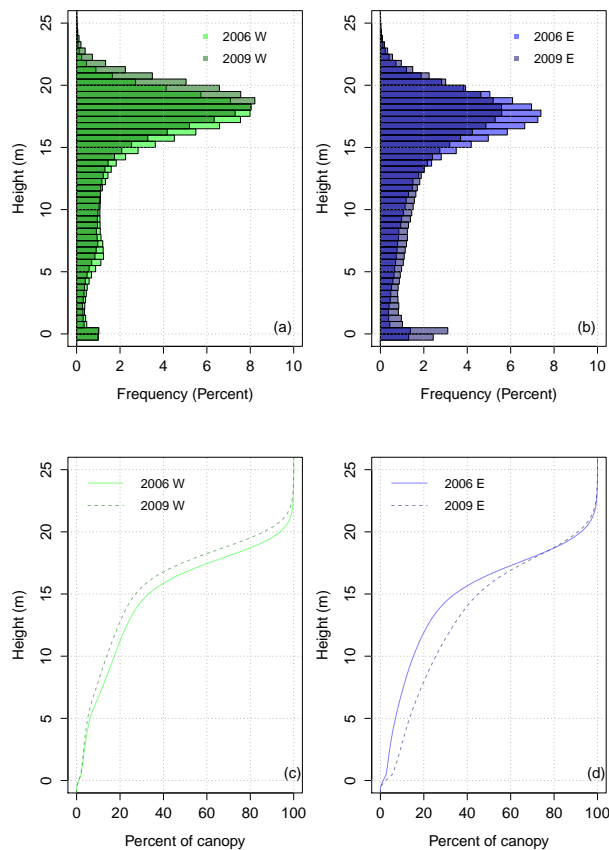 2006 W
2009 W
Height (m)
25
20
15
10
5
0
(a)
0 2 4 6 8 10
Frequency (Percent)
2006 E
2009 E
Height (m)
25
20
15
10
5
0
(b)
0 2 4 6 8 10
Frequency (Percent)
2006 W
2009 W
Height (m)
25
20
15
10
5
0
(c)
0 20 40 60 80 100
Percent of canopy
2006 E
2009 E
Height (m)
25
20
15
10
5
0
(d)
0 20 40 60 80 100
Percent of canopy